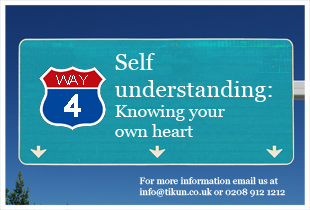 WAY
4
Self
understanding:
Knowing your
own heart
For more information email us at
info@tikun.co.uk or 0208 912 1212